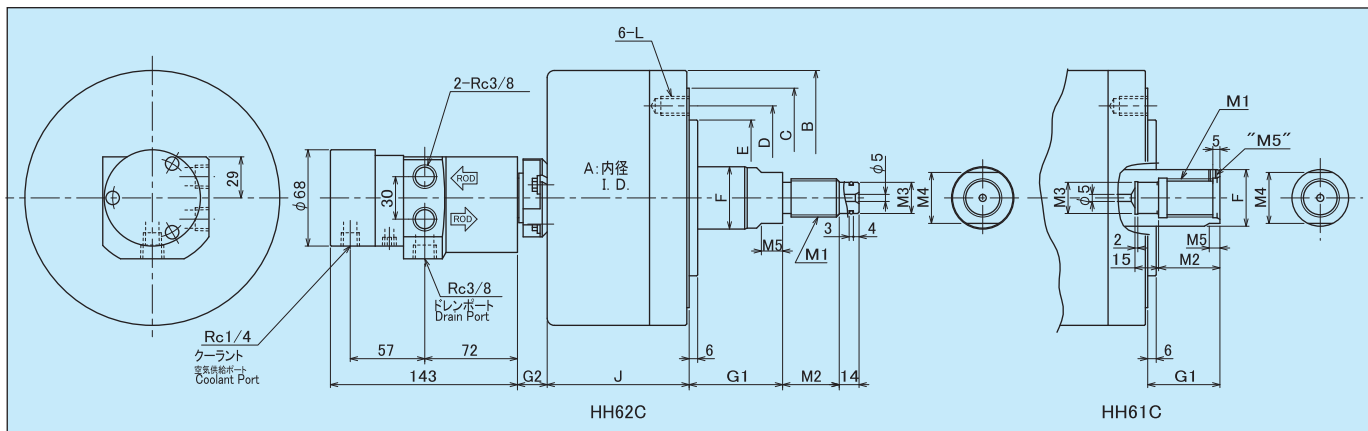 6-L
2-Rc3/8
29
φ68
30
ROD
ROD
A:内径
I. D.
B
C
D
E
F
φ5
M3
M4
3
4
M5
M1
Rc3/8
ドレンポート
Drain Port
Rc1/4
クーラント
空気供給ポート
Coolant Port
57
72
6
143
G2
J
G1
M2
14
HH62C
M1
5
"M5"
M3
φ5
F
M4
2
15
M5
M2
6
G1
HH61C